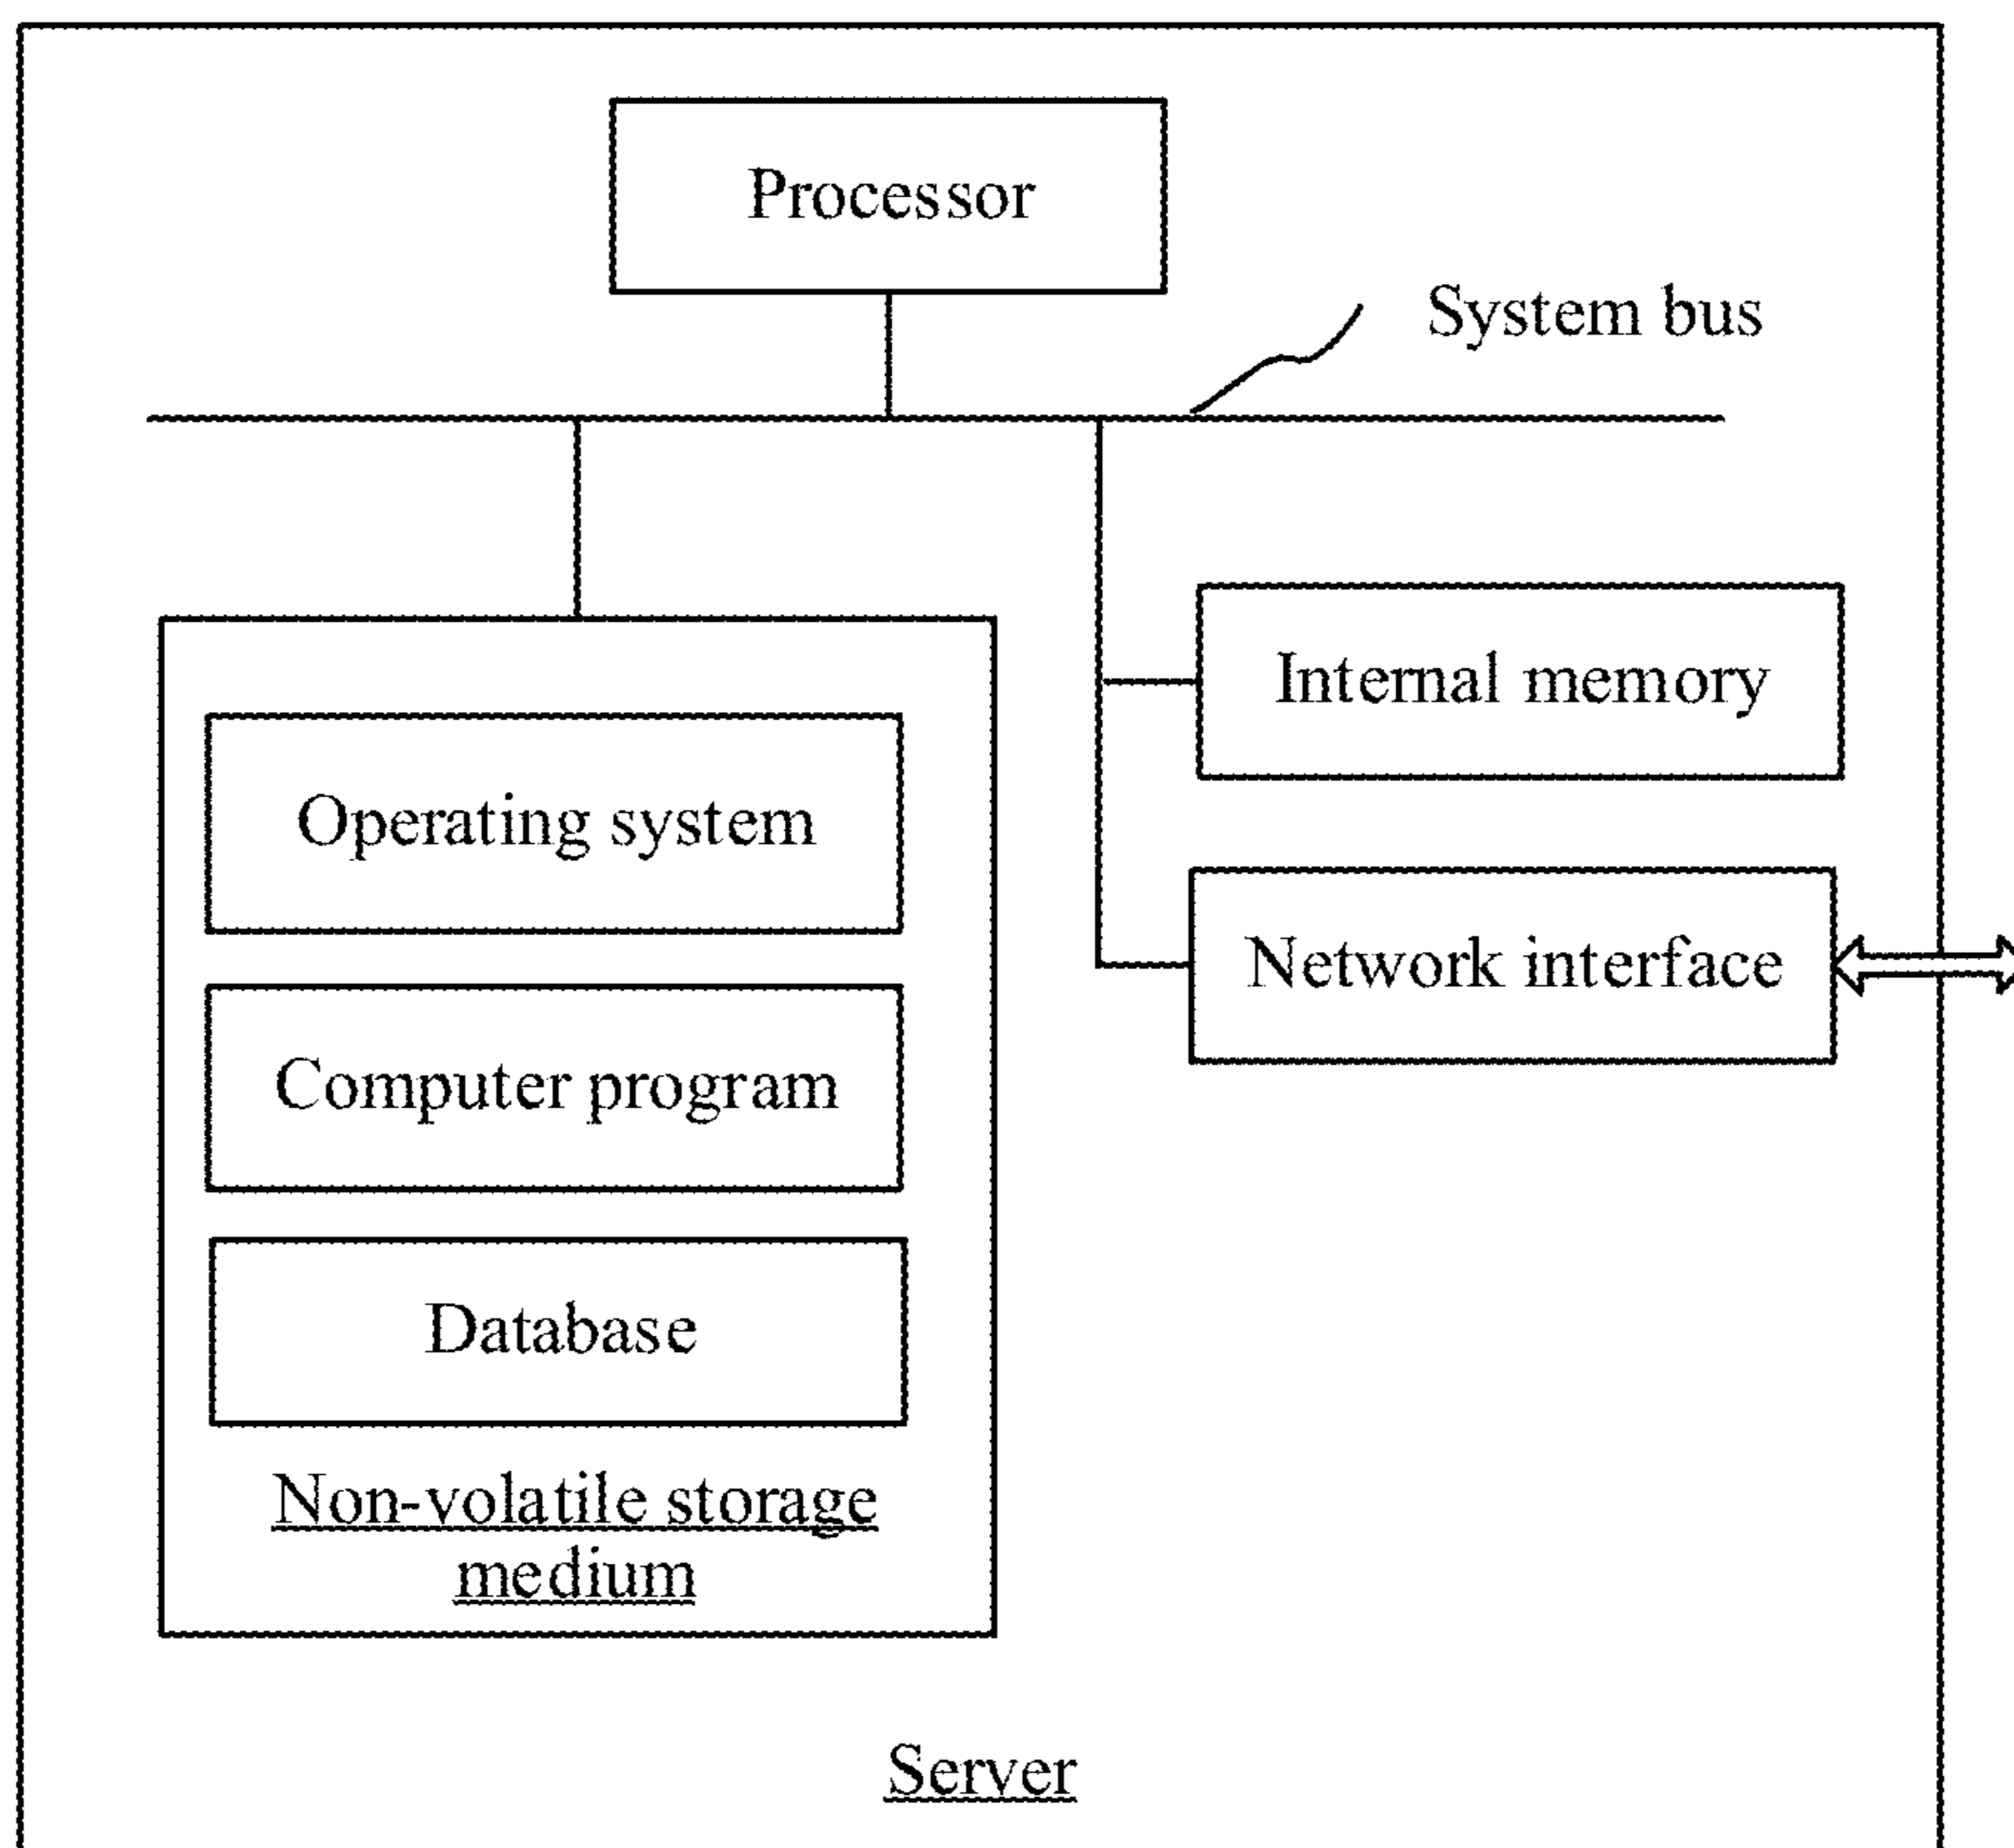 Processor
System bus
Internal memory
Operating system
Network interface
Computer program
Database
Non-volatile storage
medium
Server